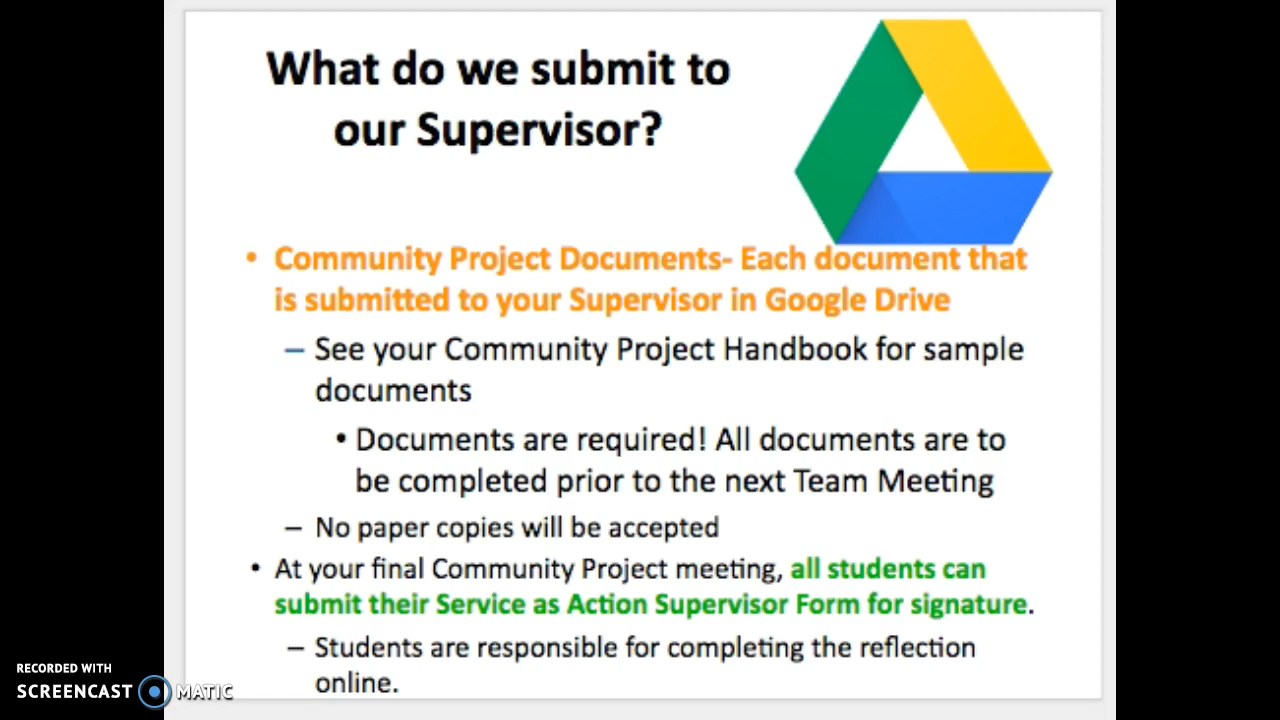 What do we submit to
our Supervisor?
• Community Project Documents- Each document that
is submitted to your Supervisor in Google Drive
– See your Community Project Handbook for sample
documents
• Documents are required! All documents are to
be completed prior to the next Team Meeting
– No paper copies will be accepted
• At your final Community Project meeting, all students can
submit their Service as Action Supervisor Form for signature.
– Students are responsible for completing the reflection
online.
RECORDED WITH
SCREENCAST MATIC